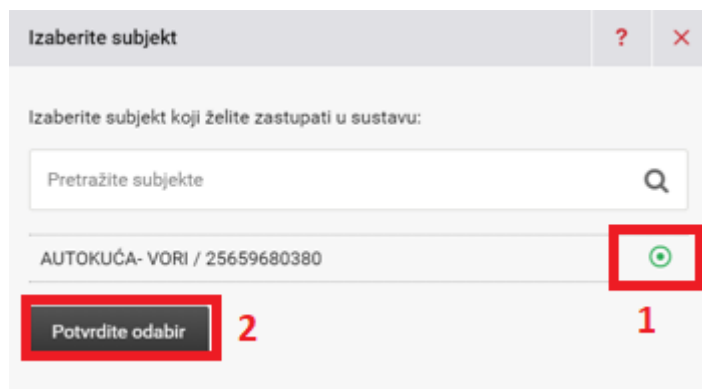 Izaberite subjekt ? ×
Izaberite subjekt koji želite zastupati u sustavu:
Pretražite subjekte
AUTOKUĆA- VORI / 25659680380
1
Potvrdite odabir 2